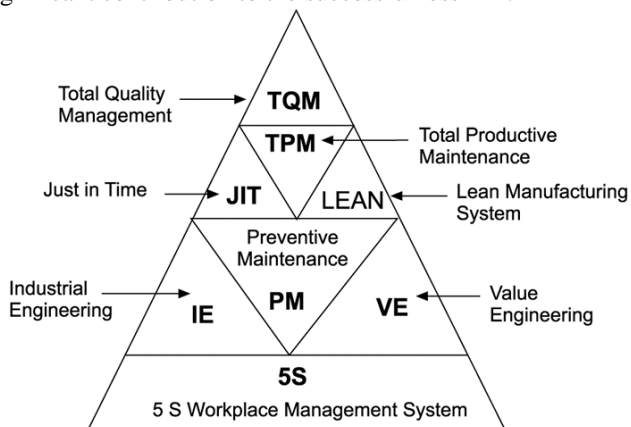 TQM
Total Quality
Management
TPM
Total Productive
Maintenance
Just in Time
JIT
LEAN
Lean Manufacturing
System
Preventive
Maintenance
Industrial
Engineering
IE
PM
VE
Value
Engineering
5S
5 S Workplace Management System